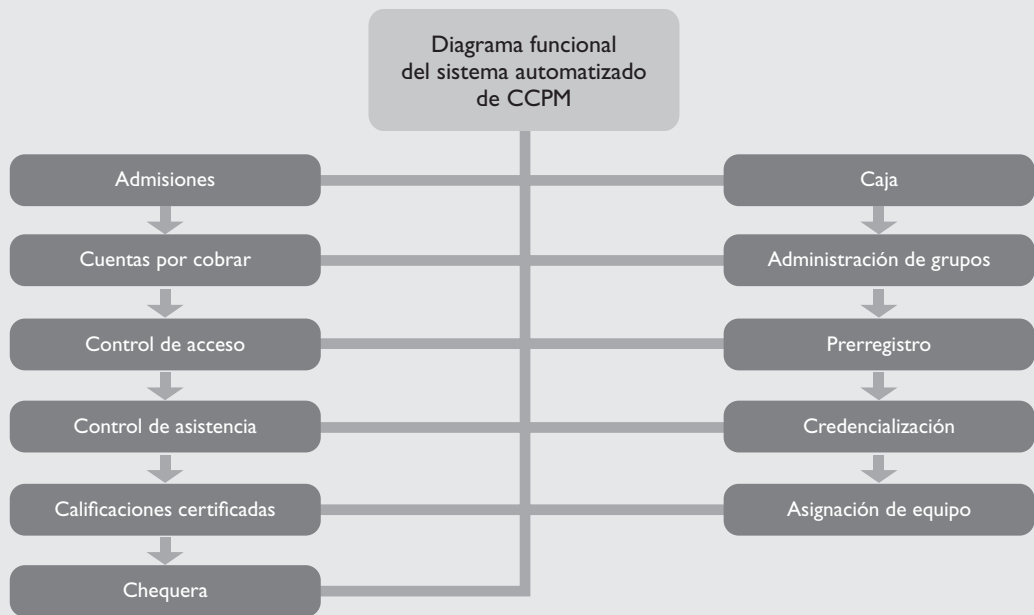 Diagrama funcional
del sistema automatizado
de CCPM
Admisiones
Caja
Cuentas por cobrar
Administración de grupos
Control de acceso
Prerregistro
Control de asistencia
Credencialización
Calificaciones certificadas
Asignación de equipo
Chequera